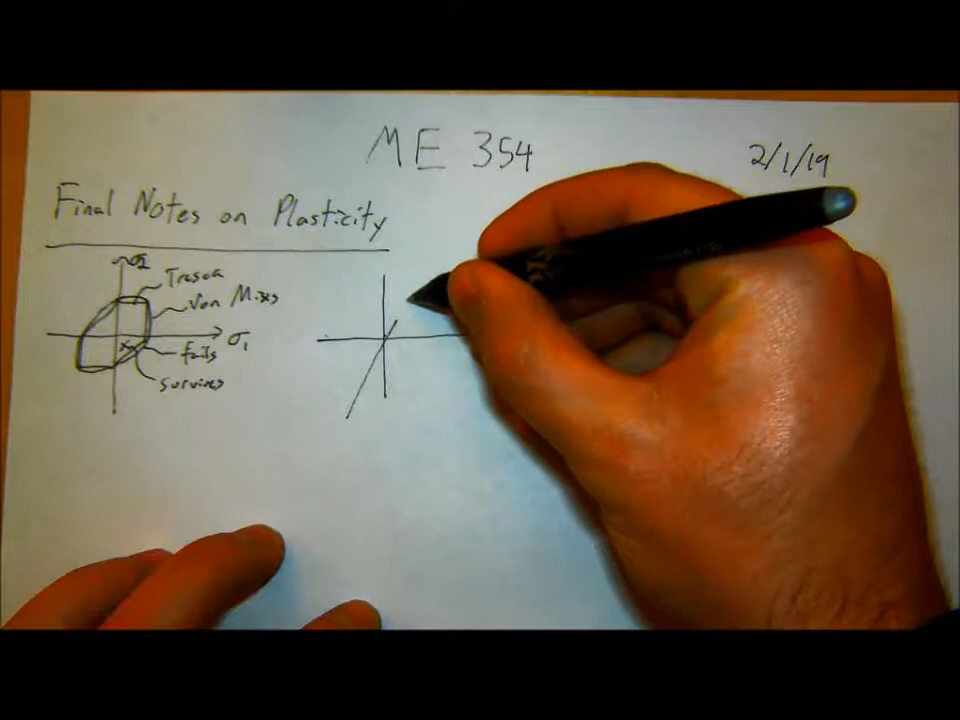 ME 354
2/1/19
Final Notes on Plasticity
σ2
Tresca
Von Mises
σ1
fails
survives